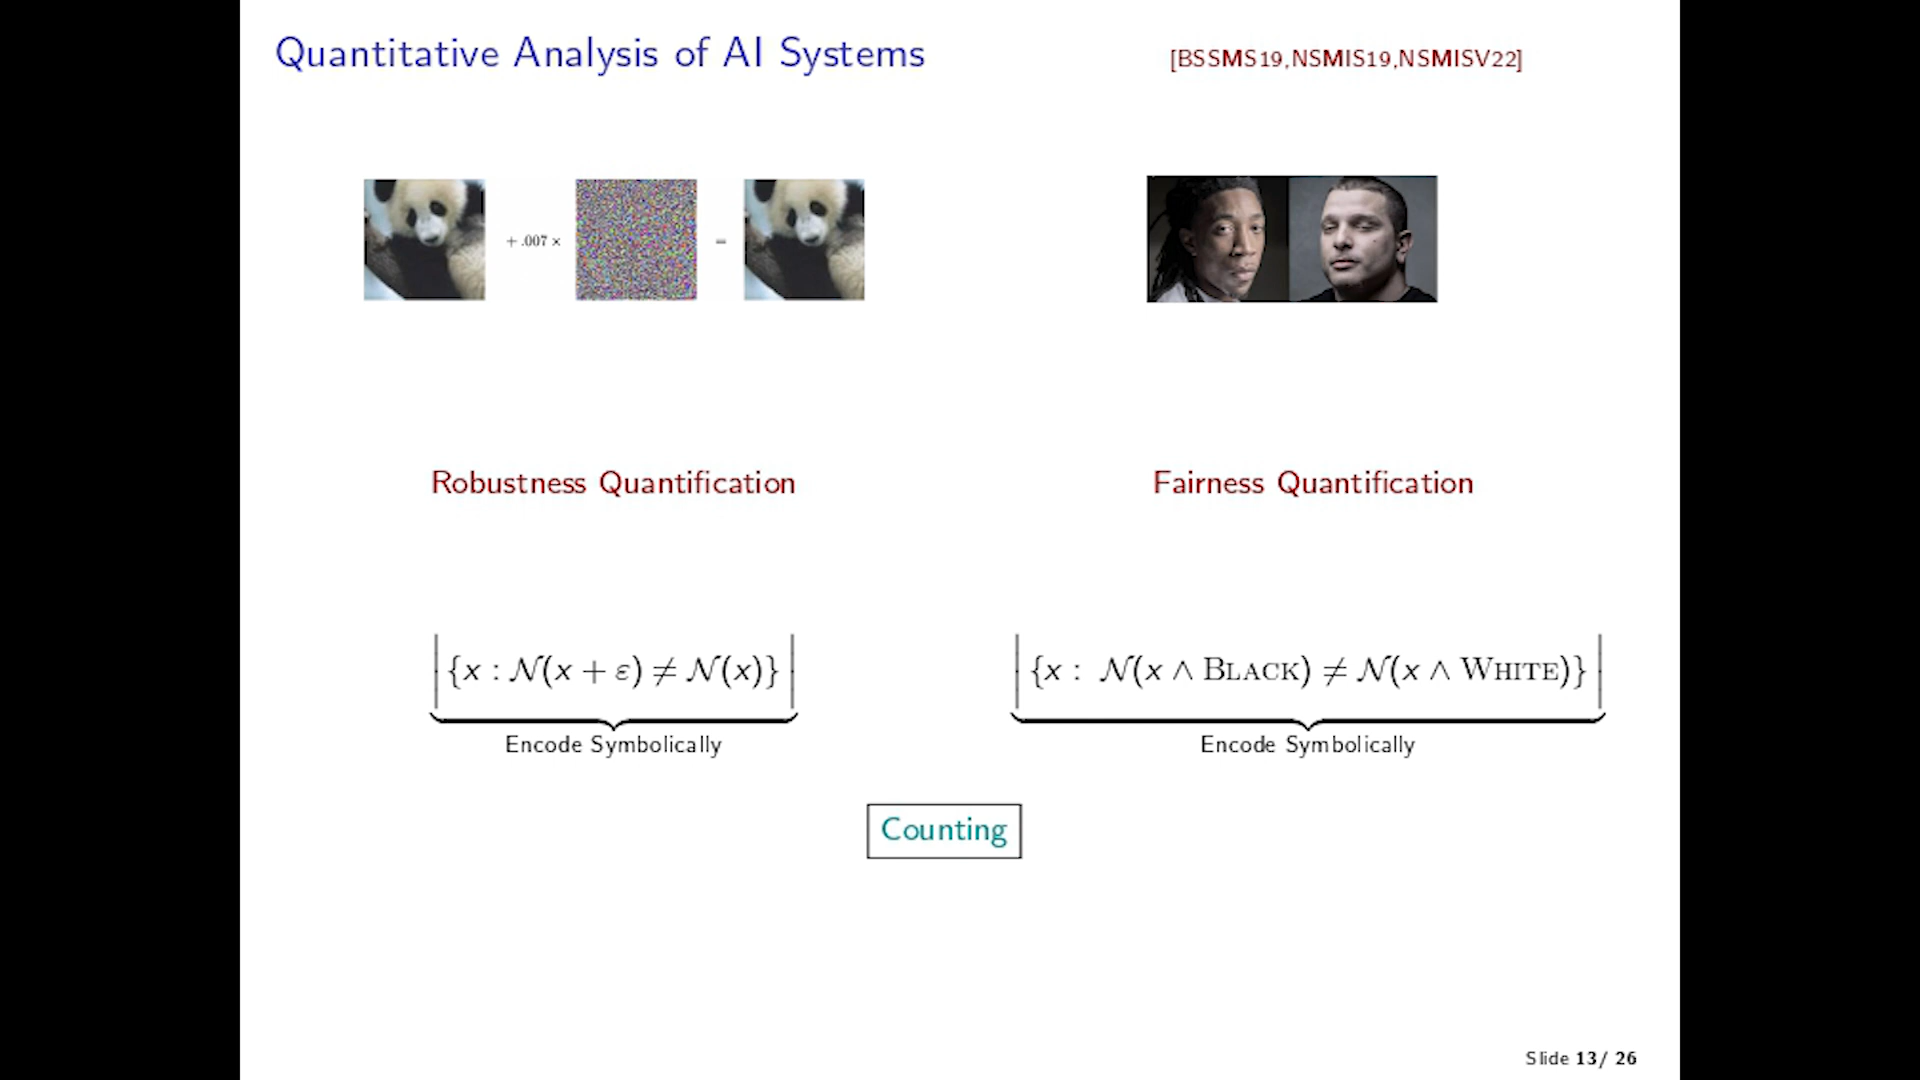 Quantitative Analysis of AI Systems [BSSMS19,NSMIS19,NSMISV22]
+ .007 × =
Robustness Quantification Fairness Quantification
|{x : 𝒩(x + ε) ≠ 𝒩(x)}| |{x : 𝒩(x ∧ BLACK) ≠ 𝒩(x ∧ WHITE)}|
Encode Symbolically Encode Symbolically
Counting
Slide 13/ 26